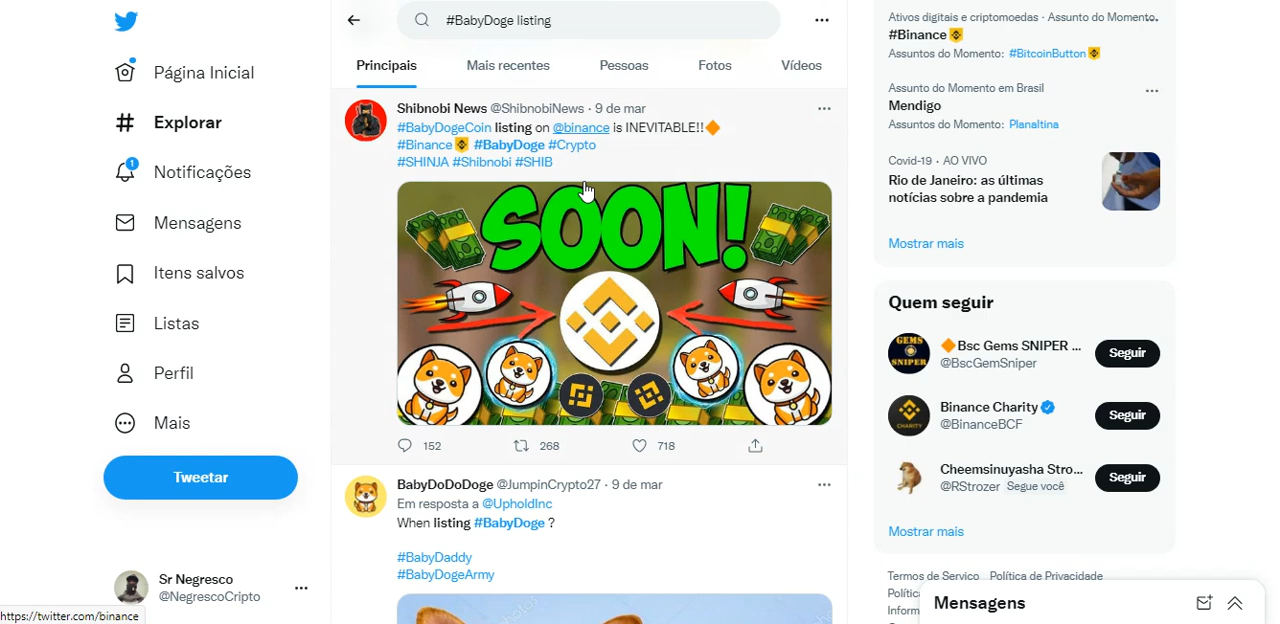 Página Inicial
Explorar
1
Notificações
Mensagens
Itens salvos
Listas
Perfil
Mais
Tweetar
Sr Negresco
@NegrescoCripto
https://twitter.com/binance
#BabyDoge listing
Principais
Mais recentes
Pessoas
Fotos
Vídeos
Shibnobi News @ShibnobiNews · 9 de mar
#BabyDogeCoin listing on @binance is INEVITABLE!!
#Binance #BabyDoge #Crypto
#SHINJA #Shibnobi #SHIB
SOON!
152
268
718
BabyDoDoDoge @JumpinCrypto27 · 9 de mar
Em resposta a @UpholdInc
When listing #BabyDoge ?
#BabyDaddy
#BabyDogeArmy
Ativos digitais e criptomoedas · Assunto do Momento
#Binance
Assuntos do Momento: #BitcoinButton
Assunto do Momento em Brasil
Mendigo
Assuntos do Momento: Planaltina
Covid-19 · AO VIVO
Rio de Janeiro: as últimas
notícias sobre a pandemia
Mostrar mais
Quem seguir
GEMS
SNIPER
Bsc Gems SNIPER ...
@BscGemSniper
Seguir
CHARITY
Binance Charity
@BinanceBCF
Seguir
Cheemsinuyasha Stro...
@RStrozer Segue você
Seguir
Mostrar mais
Termos de Serviço Política de Privacidade
Mensagens